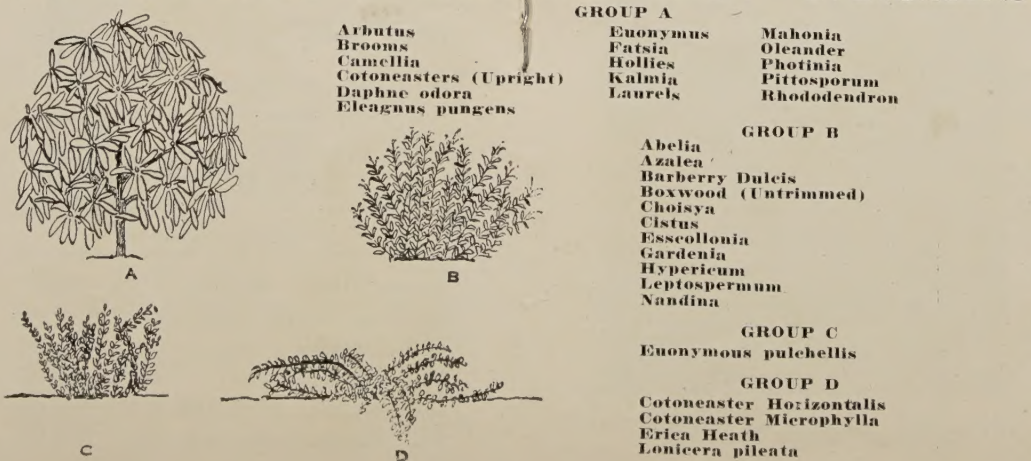 GROUP A
Arbutus
Brooms
Camellia
Cotoneasters (Upright)
Daphne odora
Eleagnus pungens
Euonymus
Fatsia
Hollies
Kalmia
Laurels
Mahonia
Oleander
Photinia
Pittosporum
Rhododendron
A
B
GROUP B
Abelia
Azalea
Barberry Dulcis
Boxwood (Untrimmed)
Choisya
Cistus
Esscollonia
Gardenia
Hypericum
Leptospermum
Nandina
GROUP C
Euonymous pulchellis
GROUP D
Cotoneaster Horizontalis
Cotoneaster Microphylla
Erica Heath
Lonicera pileata
C
D